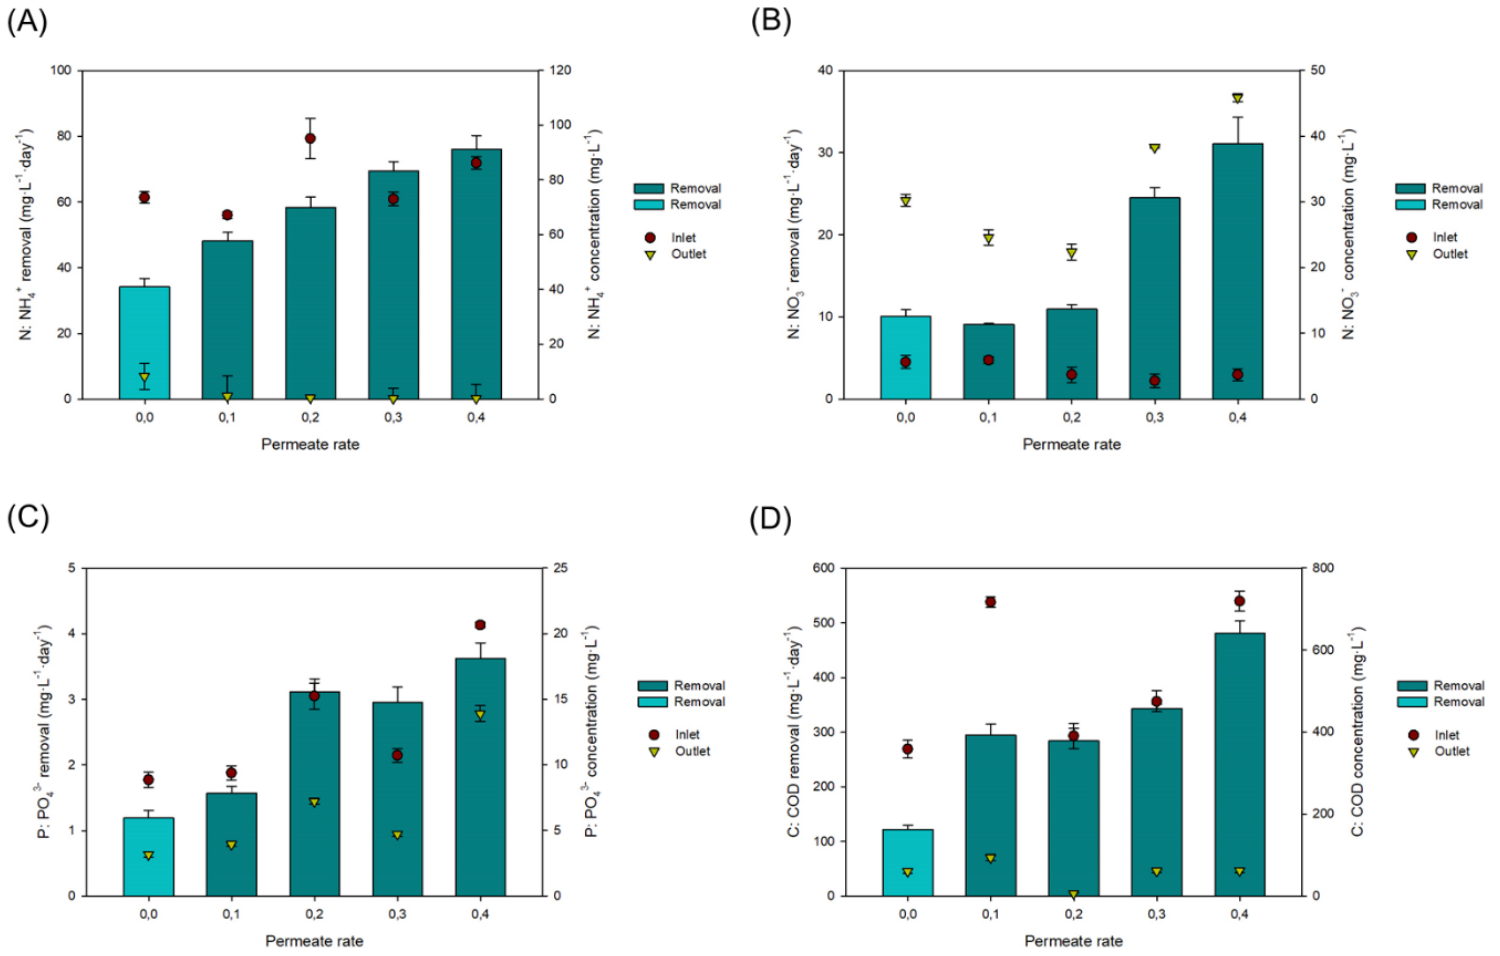 (A)
100
80
60
40
20
0
N: NH₄⁺ removal (mg·L⁻¹·day⁻¹)
120
100
80
60
40
20
0
N: NH₄⁺ concentration (mg·L⁻¹)
0,0 0,1 0,2 0,3 0,4
Permeate rate
Removal
Removal
Inlet
Outlet
(B)
40
30
20
10
0
N: NO₃⁻ removal (mg·L⁻¹·day⁻¹)
50
40
30
20
10
0
N: NO₃⁻ concentration (mg·L⁻¹)
0,0 0,1 0,2 0,3 0,4
Permeate rate
Removal
Removal
Inlet
Outlet
(C)
5
4
3
2
1
0
P: PO₄³⁻ removal (mg·L⁻¹·day⁻¹)
25
20
15
10
5
0
P: PO₄³⁻ concentration (mg·L⁻¹)
0,0 0,1 0,2 0,3 0,4
Permeate rate
Removal
Removal
Inlet
Outlet
(D)
600
500
400
300
200
100
0
C: COD removal (mg·L⁻¹·day⁻¹)
800
600
400
200
0
C: COD concentration (mg·L⁻¹)
0,0 0,1 0,2 0,3 0,4
Permeate rate
Removal
Removal
Inlet
Outlet